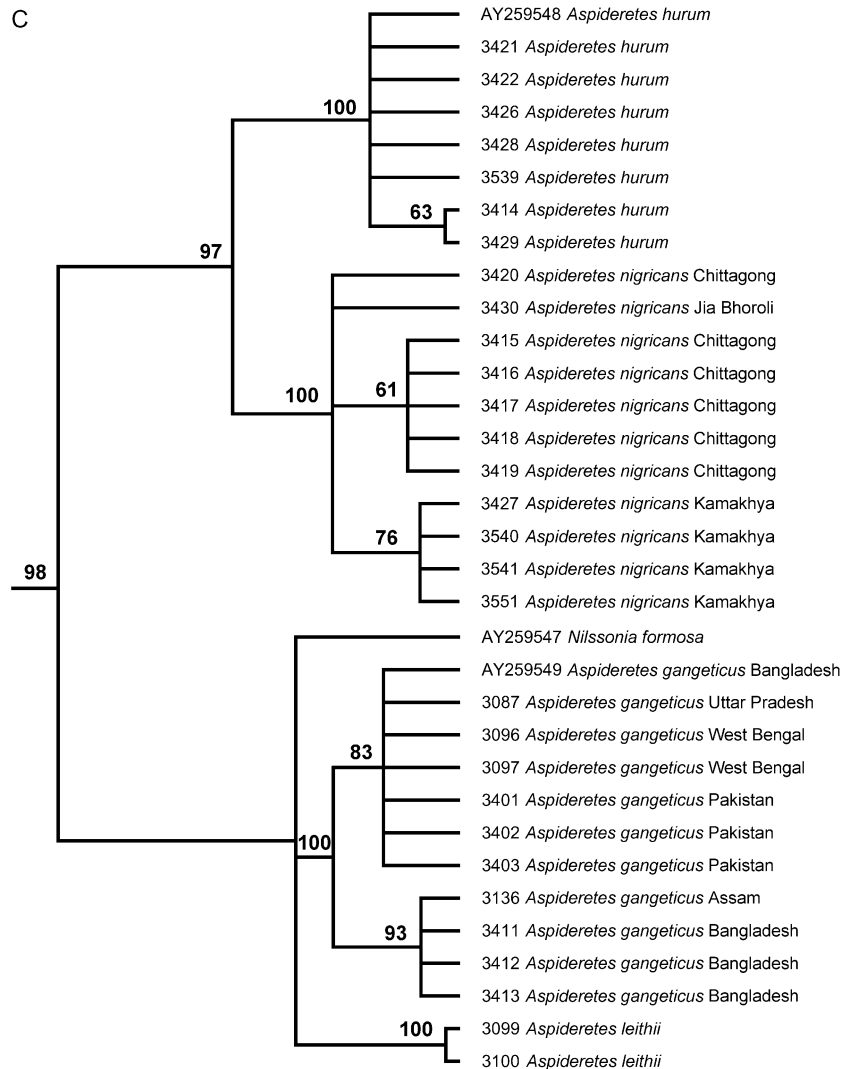 C
AY259548 Aspideretes hurum
3421 Aspideretes hurum
3422 Aspideretes hurum
3426 Aspideretes hurum
100
3428 Aspideretes hurum
3539 Aspideretes hurum
3414 Aspideretes hurum
63
3429 Aspideretes hurum
97
3420 Aspideretes nigricans Chittagong
3430 Aspideretes nigricans Jia Bhoroli
3415 Aspideretes nigricans Chittagong
3416 Aspideretes nigricans Chittagong
100
61
3417 Aspideretes nigricans Chittagong
3418 Aspideretes nigricans Chittagong
3419 Aspideretes nigricans Chittagong
3427 Aspideretes nigricans Kamakhya
76
3540 Aspideretes nigricans Kamakhya
3541 Aspideretes nigricans Kamakhya
98
3551 Aspideretes nigricans Kamakhya
AY259547 Nilssonia formosa
AY259549 Aspideretes gangeticus Bangladesh
3087 Aspideretes gangeticus Uttar Pradesh
3096 Aspideretes gangeticus West Bengal
83
3097 Aspideretes gangeticus West Bengal
3401 Aspideretes gangeticus Pakistan
3402 Aspideretes gangeticus Pakistan
100
3403 Aspideretes gangeticus Pakistan
3136 Aspideretes gangeticus Assam
93
3411 Aspideretes gangeticus Bangladesh
3412 Aspideretes gangeticus Bangladesh
3413 Aspideretes gangeticus Bangladesh
100
3099 Aspideretes leithii
3100 Aspideretes leithii